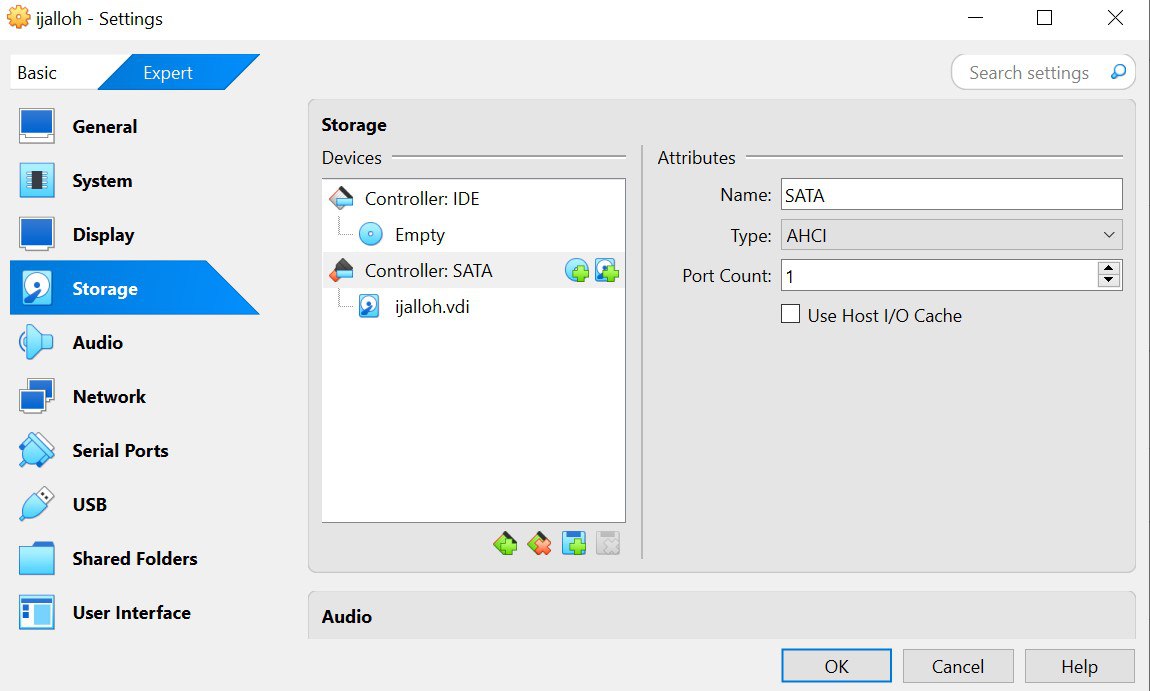 ijalloh - Settings
Basic
Expert
Search settings
General
System
Display
Storage
Audio
Network
Serial Ports
USB
Shared Folders
User Interface
Storage
Devices
Controller: IDE
Empty
Controller: SATA
ijalloh.vdi
Attributes
Name: SATA
Type: AHCI
Port Count: 1
Use Host I/O Cache
Audio
OK
Cancel
Help